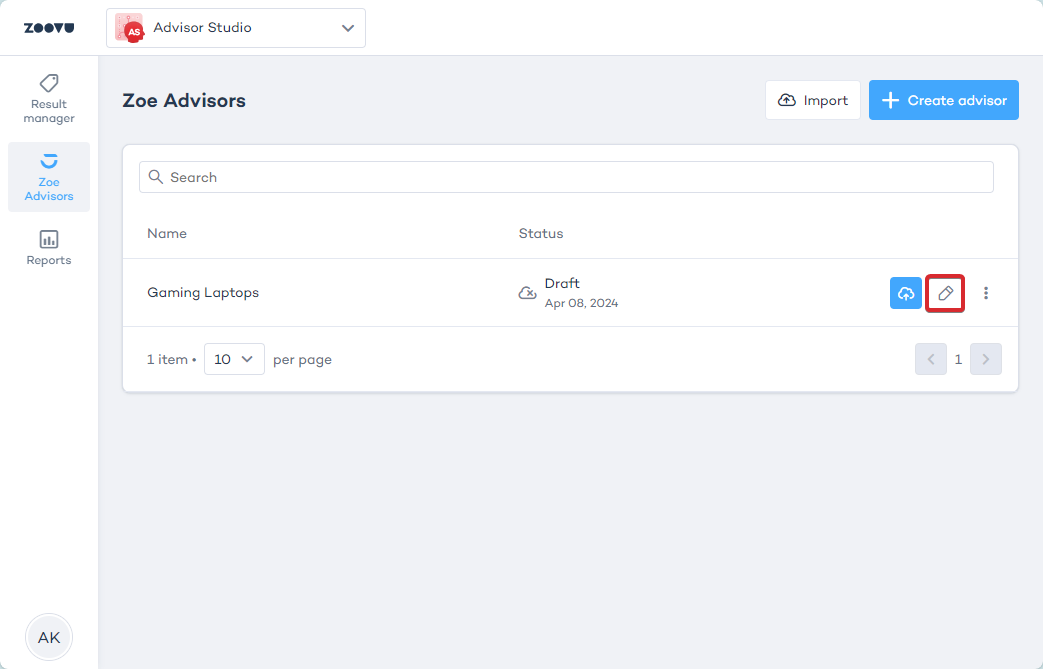 ZOOVU
AS
Advisor Studio
Result
manager
Zoe
Advisors
Reports
AK
Zoe Advisors
Import
Create advisor
Search
Name
Status
Gaming Laptops
Draft
Apr 08, 2024
1 item •
10
per page
1